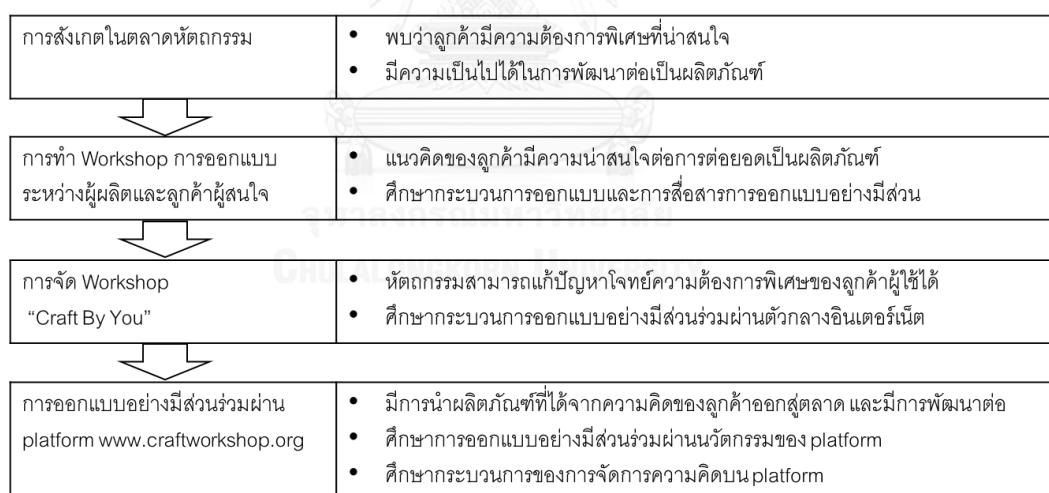 การสังเกตในตลาดหัตถกรรม
• พบว่าลูกค้ามีความต้องการพิเศษที่น่าสนใจ
• มีความเป็นไปได้ในการพัฒนาต่อเป็นผลิตภัณฑ์
การทำ Workshop การออกแบบ
ระหว่างผู้ผลิตและลูกค้าผู้สนใจ
• แนวคิดของลูกค้ามีความน่าสนใจต่อการต่อยอดเป็นผลิตภัณฑ์
• ศึกษากระบวนการออกแบบและการสื่อสารการออกแบบอย่างมีส่วน
จุฬาลงกรณ์มหาวิทยาลัย
CHULALONGKORN UNIVERSITY
การจัด Workshop
“Craft By You”
• หัตถกรรมสามารถแก้ปัญหาโจทย์ความต้องการพิเศษของลูกค้าผู้ใช้ได้
• ศึกษากระบวนการออกแบบอย่างมีส่วนร่วมผ่านตัวกลางอินเตอร์เน็ต
การออกแบบอย่างมีส่วนร่วมผ่าน
platform www.craftworkshop.org
• มีการนำผลิตภัณฑ์ที่ได้จากความคิดของลูกค้าออกสู่ตลาด และมีการพัฒนาต่อ
• ศึกษาการออกแบบอย่างมีส่วนร่วมผ่านนวัตกรรมของ platform
• ศึกษากระบวนการของการจัดการความคิดบน platform